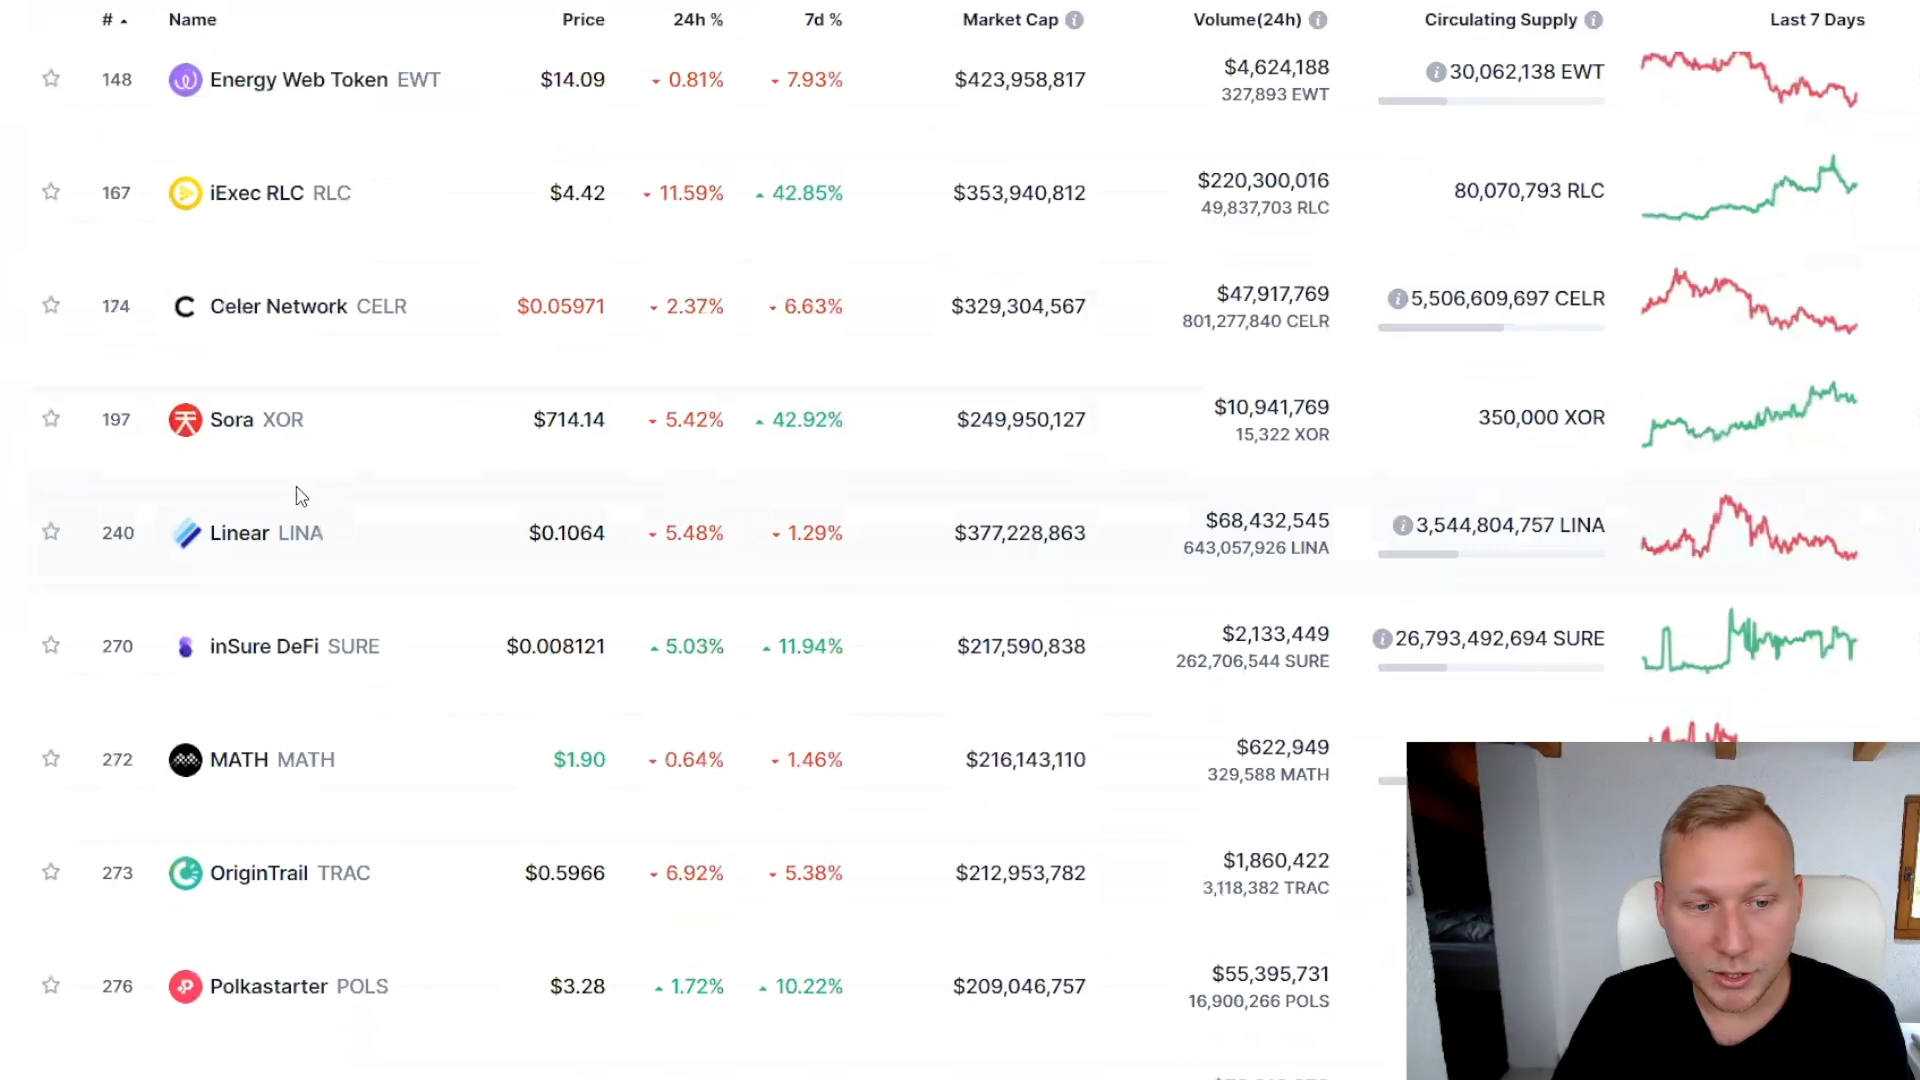 # Name Price 24h % 7d % Market Cap Volume(24h) Circulating Supply Last 7 Days
148 Energy Web Token EWT $14.09 0.81% 7.93% $423,958,817 $4,624,188 30,062,138 EWT
327,893 EWT
167 iExec RLC RLC $4.42 11.59% 42.85% $353,940,812 $220,300,016 80,070,793 RLC
49,837,703 RLC
174 Celer Network CELR $0.05971 2.37% 6.63% $329,304,567 $47,917,769 5,506,609,697 CELR
801,277,840 CELR
197 Sora XOR $714.14 5.42% 42.92% $249,950,127 $10,941,769 350,000 XOR
15,322 XOR
240 Linear LINA $0.1064 5.48% 1.29% $377,228,863 $68,432,545 3,544,804,757 LINA
643,057,926 LINA
270 inSure DeFi SURE $0.008121 5.03% 11.94% $217,590,838 $2,133,449 26,793,492,694 SURE
262,706,544 SURE
272 MATH MATH $1.90 0.64% 1.46% $216,143,110 $622,949
329,588 MATH
273 OriginTrail TRAC $0.5966 6.92% 5.38% $212,953,782 $1,860,422
3,118,382 TRAC
276 Polkastarter POLS $3.28 1.72% 10.22% $209,046,757 $55,395,731
16,900,266 POLS